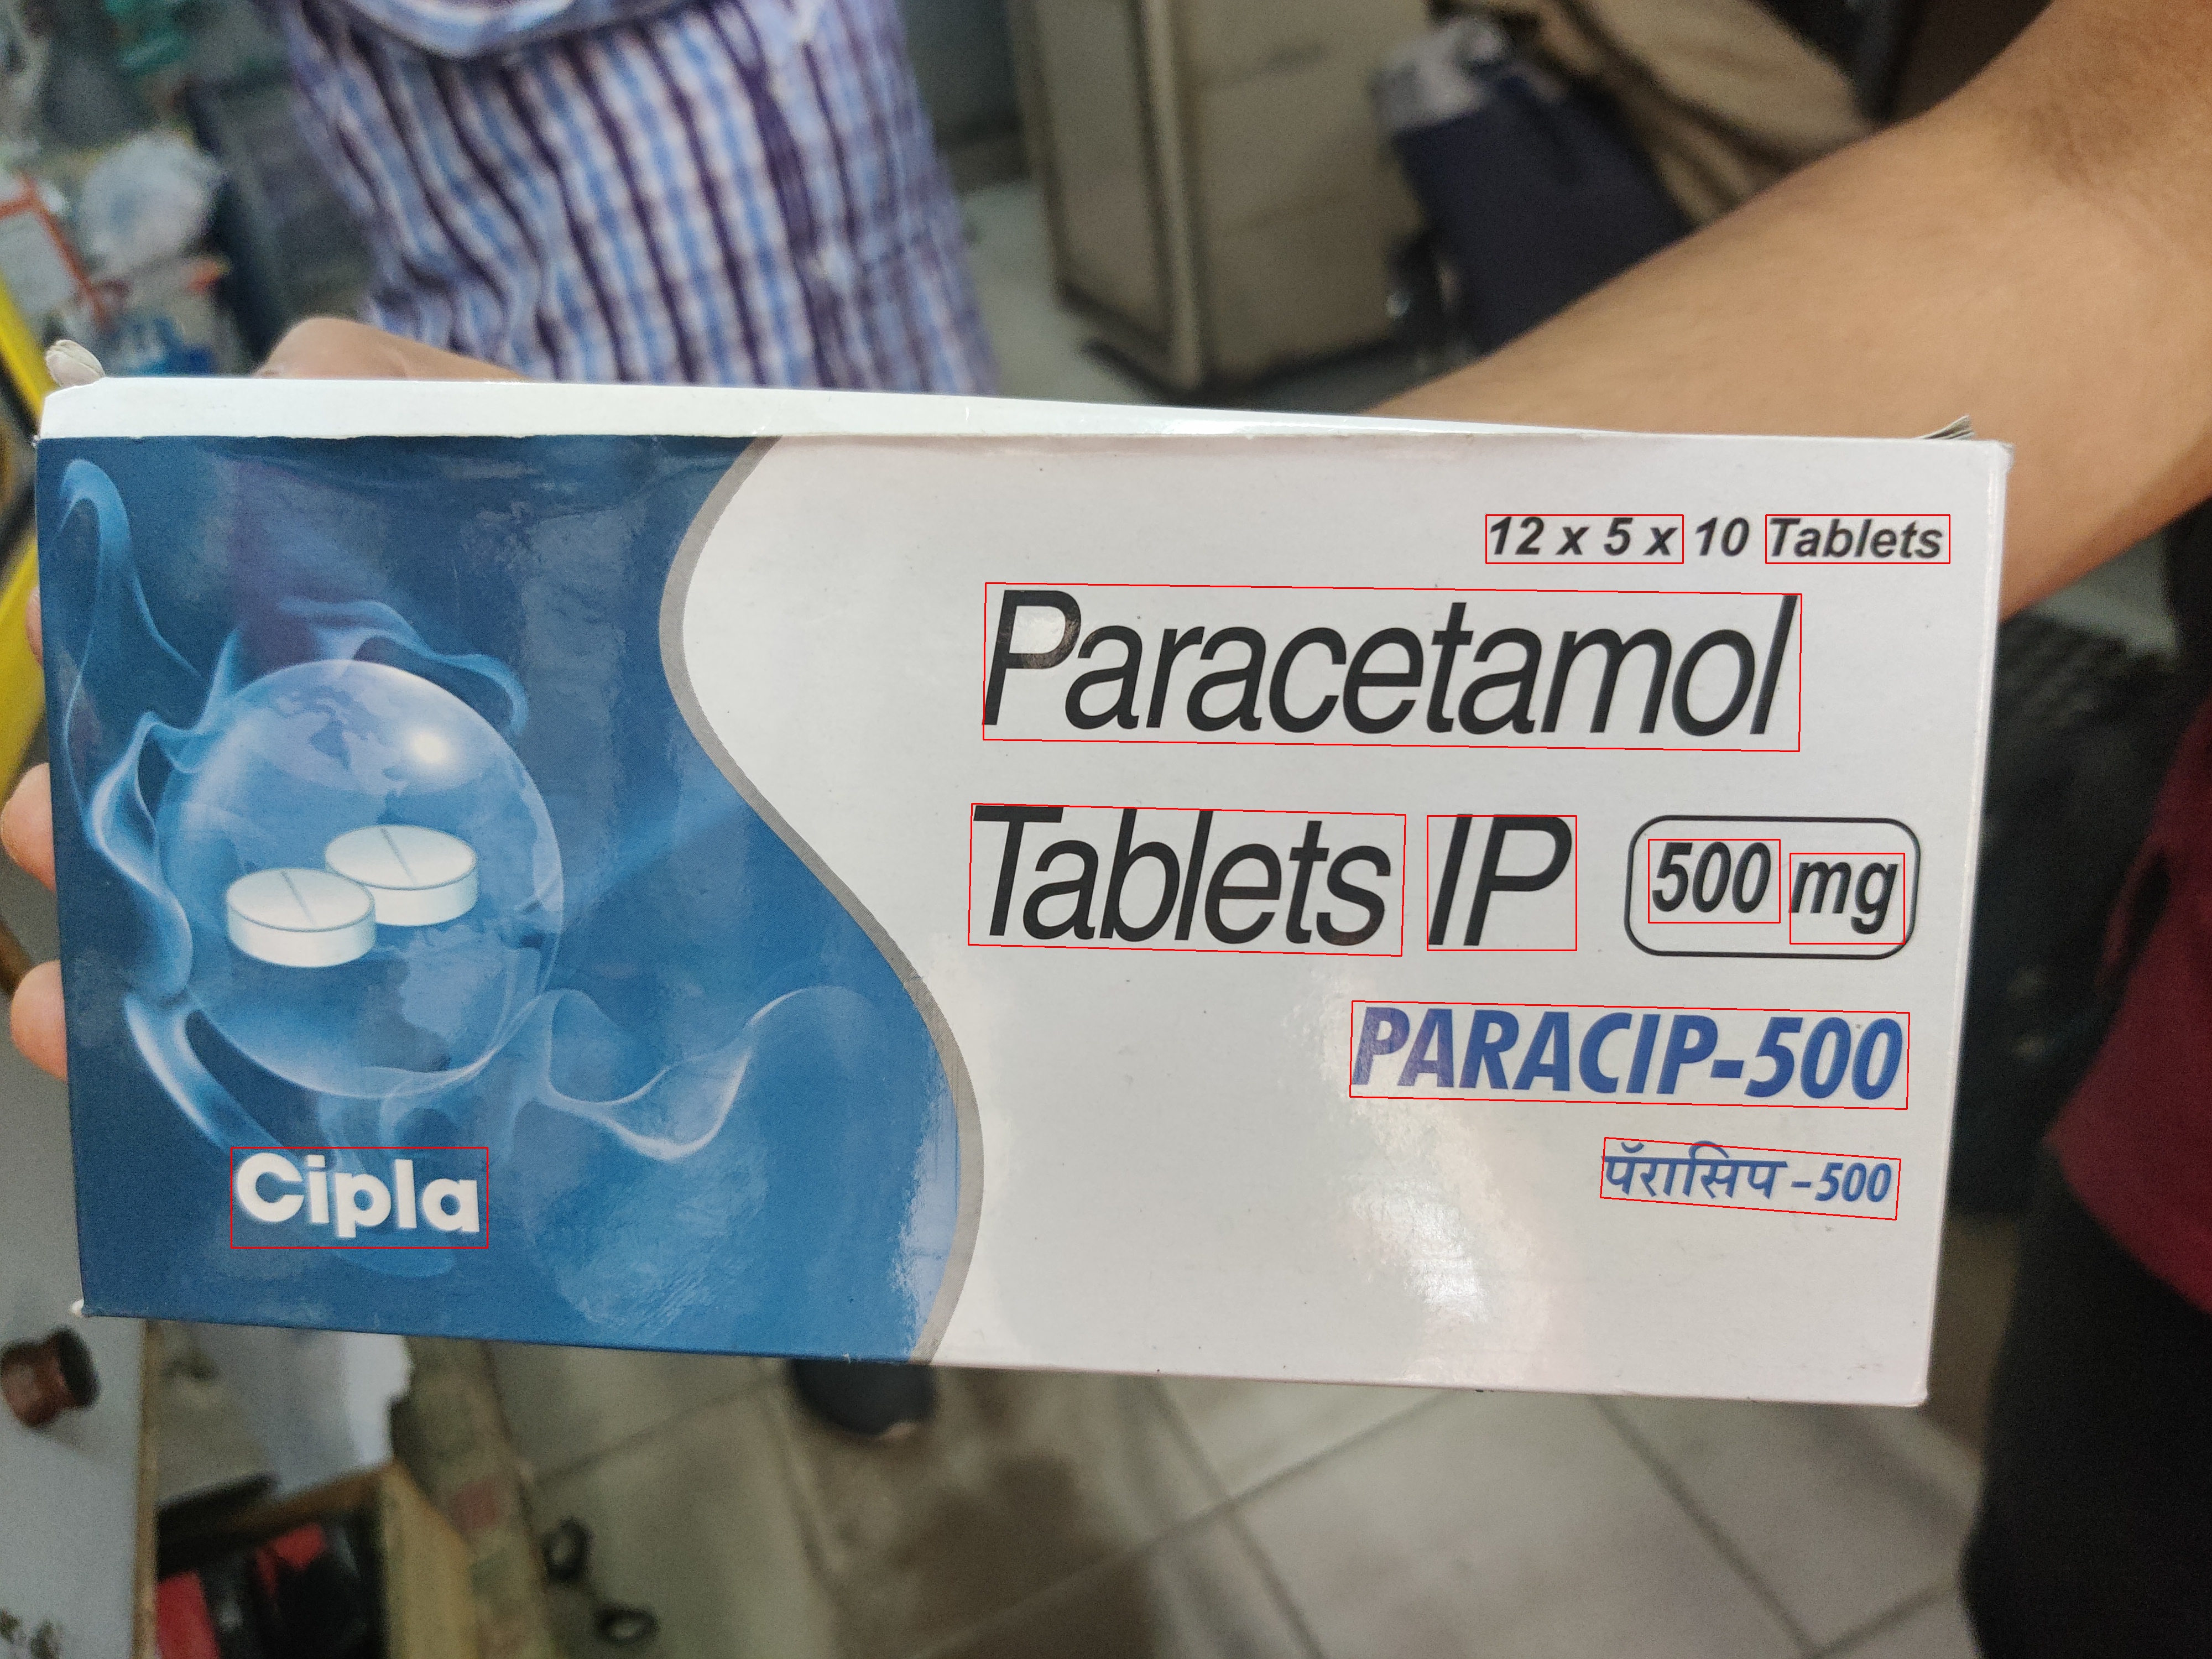 12 x 5 x 10 Tablets
Paracetamol
Tablets IP 500 mg
PARACIP-500
पॅरासिप -500
Cipla